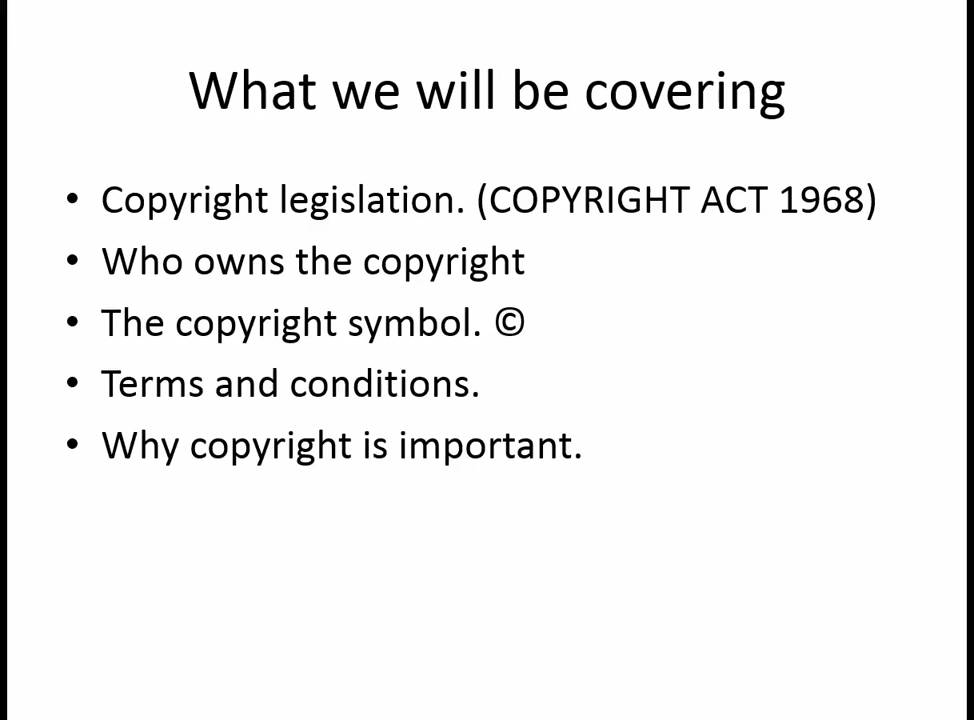 What we will be covering
• Copyright legislation. (COPYRIGHT ACT 1968)
• Who owns the copyright
• The copyright symbol. ©
• Terms and conditions.
• Why copyright is important.